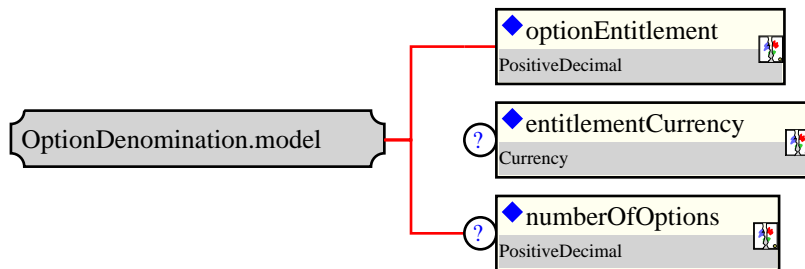 optionEntitlement
PositiveDecimal
OptionDenomination.model
? entitlementCurrency
Currency
? numberOfOptions
PositiveDecimal